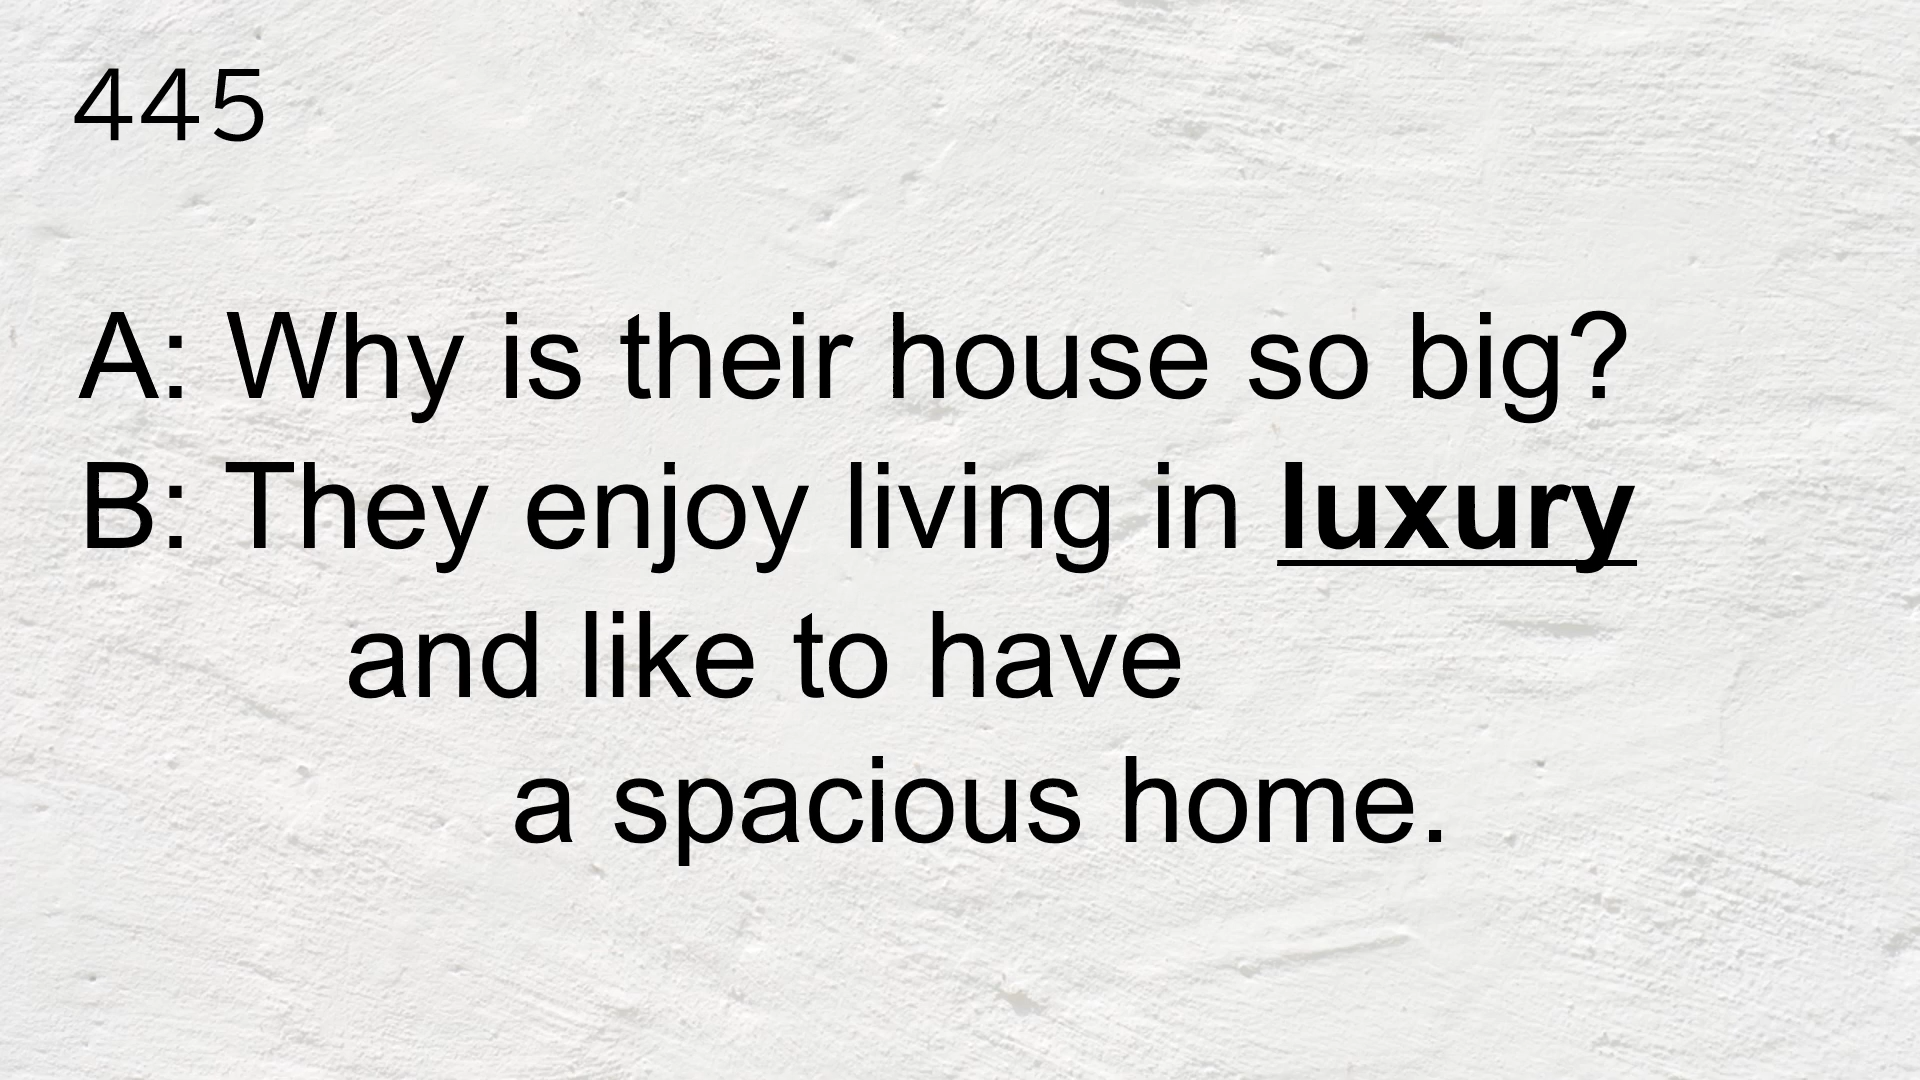 445
A: Why is their house so big?
B: They enjoy living in luxury
and like to have
a spacious home.